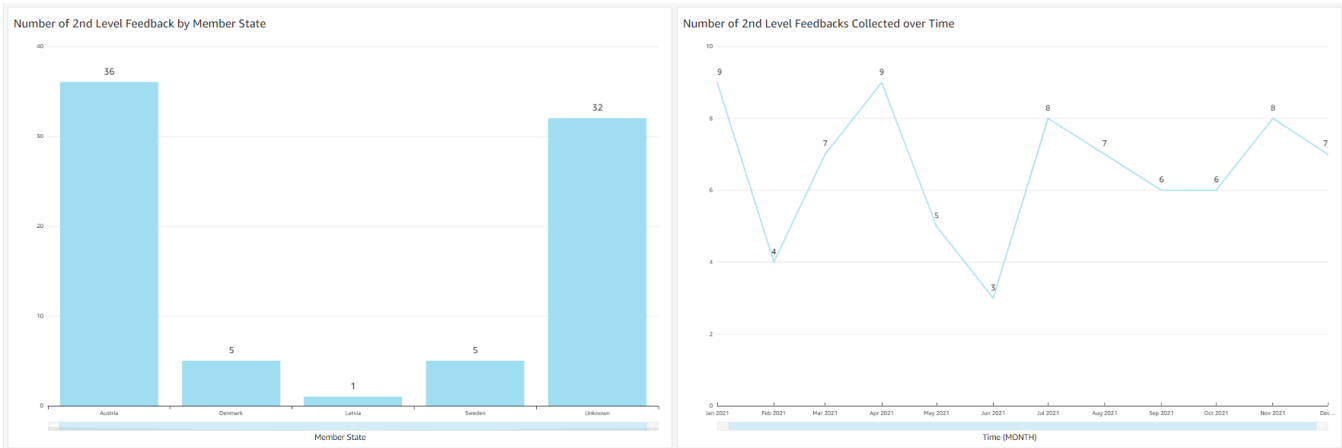 Number of 2nd Level Feedback by Member State
40
36
32
30
20
10
5
5
1
0
Austria
Denmark
Latvia
Sweden
Unknown
Member State
Number of 2nd Level Feedbacks Collected over Time
10
9
9
8
8
8
7
7
7
6
6
6
5
4
4
3
2
0
Jan 2021
Feb 2021
Mar 2021
Apr 2021
May 2021
Jun 2021
Jul 2021
Aug 2021
Sep 2021
Oct 2021
Nov 2021
Dec...
Time (MONTH)